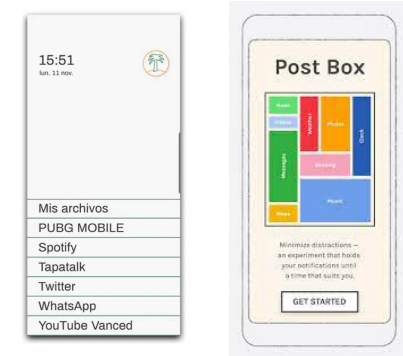 15:51
lun. 11 nov.
Mis archivos
PUBG MOBILE
Spotify
Tapatalk
Twitter
WhatsApp
YouTube Vanced
Post Box
Weather
Photos
Clock
Messages
Music
Minimize distractions —
an experiment that holds
your notifications until
a time that suits you.
GET STARTED